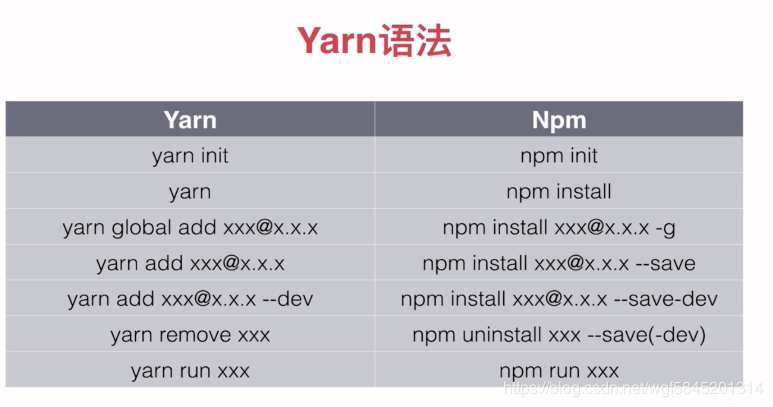 Yarn语法
Yarn Npm
yarn init npm init
yarn npm install
yarn global add xxx@x.x.x npm install xxx@x.x.x -g
yarn add xxx@x.x.x npm install xxx@x.x.x --save
yarn add xxx@x.x.x --dev npm install xxx@x.x.x --save-dev
yarn remove xxx npm uninstall xxx --save(-dev)
yarn run xxx npm run xxx
https://blog.csdn.net/wgf5845201314